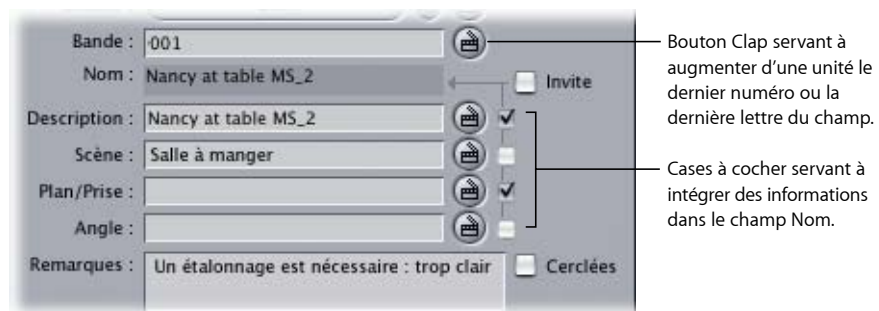 Bande : 001
Nom : Nancy at table MS_2
Invite
Description : Nancy at table MS_2
Scène : Salle à manger
Plan/Prise :
Angle :
Remarques : Un étalonnage est nécessaire : trop clair
Cerclées
Bouton Clap servant à
augmenter d’une unité le
dernier numéro ou la
dernière lettre du champ.
Cases à cocher servant à
intégrer des informations
dans le champ Nom.